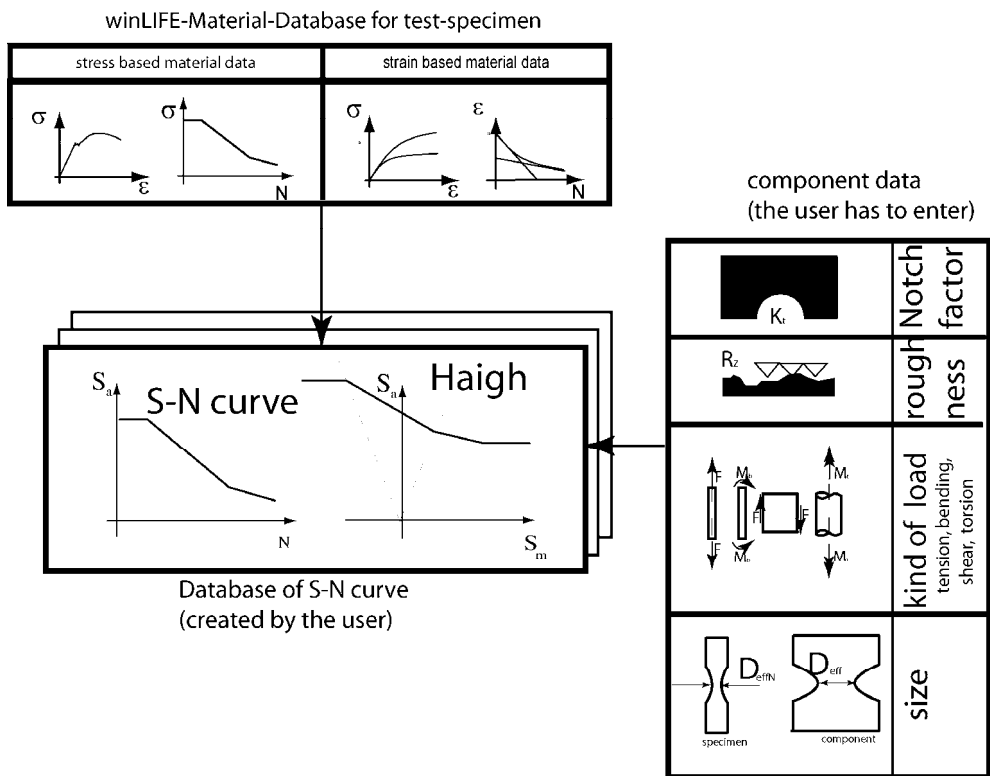 winLIFE-Material-Database for test-specimen
stress based material data
strain based material data
σ
ε
σ
N
σ
ε
ε
N
component data
(the user has to enter)
Kt
Notch
factor
Rz
rough
ness
F
F
Mb
Mb
F
F
Mt
Mt
kind of load
tension, bending,
shear, torsion
DeffN
specimen
Deff
component
size
Sa
S-N curve
N
Sa
Haigh
Sm
Database of S-N curve
(created by the user)